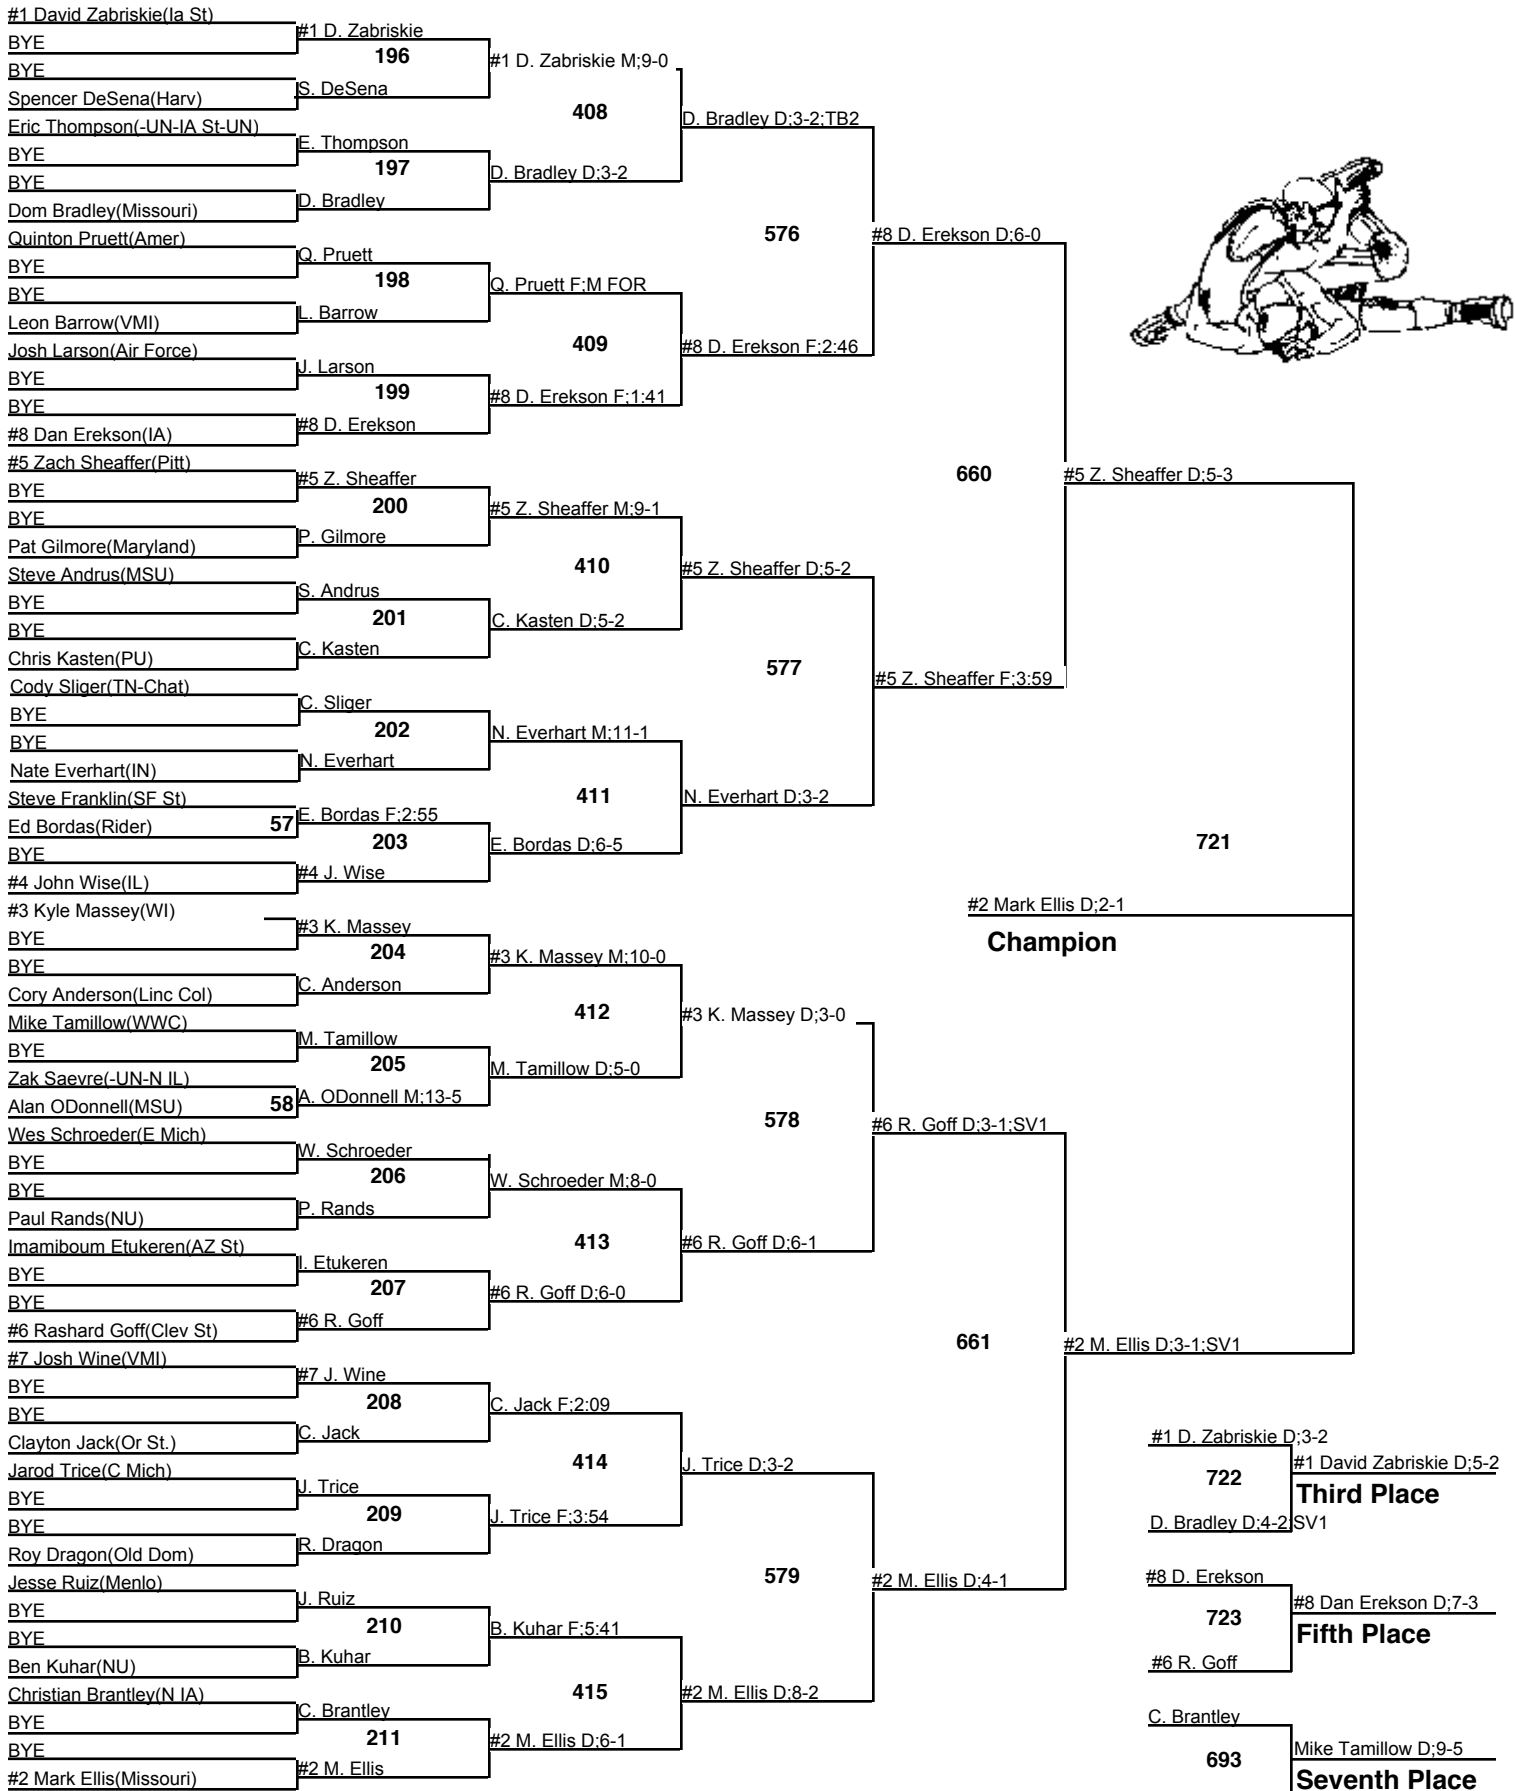 #1 David Zabriskie(Ia St)
BYE
BYE
Spencer DeSena(Harv)
Eric Thompson(-UN-IA St-UN)
BYE
BYE
Dom Bradley(Missouri)
Quinton Pruett(Amer)
BYE
BYE
Leon Barrow(VMI)
Josh Larson(Air Force)
BYE
BYE
#8 Dan Erekson(IA)
#5 Zach Sheaffer(Pitt)
BYE
BYE
Pat Gilmore(Maryland)
Steve Andrus(MSU)
BYE
BYE
Chris Kasten(PU)
Cody Sliger(TN-Chat)
BYE
BYE
Nate Everhart(IN)
Steve Franklin(SF St)
Ed Bordas(Rider) 57
BYE
#4 John Wise(IL)
#3 Kyle Massey(WI)
BYE
BYE
Cory Anderson(Linc Col)
Mike Tamillow(WWC)
BYE
Zak Saevre(-UN-N IL)
Alan ODonnell(MSU) 58
Wes Schroeder(E Mich)
BYE
BYE
Paul Rands(NU)
Imamiboum Etukeren(AZ St)
BYE
BYE
#6 Rashard Goff(Clev St)
#7 Josh Wine(VMI)
BYE
BYE
Clayton Jack(Or St.)
Jarod Trice(C Mich)
BYE
BYE
Roy Dragon(Old Dom)
Jesse Ruiz(Menlo)
BYE
BYE
Ben Kuhar(NU)
Christian Brantley(N IA)
BYE
BYE
#2 Mark Ellis(Missouri)
#1 D. Zabriskie
196
S. DeSena
E. Thompson
197
D. Bradley
Q. Pruett
198
L. Barrow
J. Larson
199
#8 D. Erekson
#5 Z. Sheaffer
200
P. Gilmore
S. Andrus
201
C. Kasten
C. Sliger
202
N. Everhart
E. Bordas F;2:55
203
#4 J. Wise
#3 K. Massey
204
C. Anderson
M. Tamillow
205
A. ODonnell M;13-5
W. Schroeder
206
P. Rands
I. Etukeren
207
#6 R. Goff
#7 J. Wine
208
C. Jack
J. Trice
209
R. Dragon
J. Ruiz
210
B. Kuhar
C. Brantley
211
#2 M. Ellis
#1 D. Zabriskie M;9-0
408
D. Bradley D;3-2
Q. Pruett F;M FOR
409
#8 D. Erekson F;1:41
#5 Z. Sheaffer M;9-1
410
C. Kasten D;5-2
N. Everhart M;11-1
411
E. Bordas D;6-5
#3 K. Massey M;10-0
412
M. Tamillow D;5-0
W. Schroeder M;8-0
413
#6 R. Goff D;6-0
C. Jack F;2:09
414
J. Trice F;3:54
B. Kuhar F;5:41
415
#2 M. Ellis D;6-1
D. Bradley D;3-2;TB2
576
#8 D. Erekson F;2:46
#5 Z. Sheaffer D;5-2
577
N. Everhart D;3-2
#3 K. Massey D;3-0
578
#6 R. Goff D;6-1
J. Trice D;3-2
579
#2 M. Ellis D;8-2
#8 D. Erekson D;6-0
660
#5 Z. Sheaffer F;3:59
#6 R. Goff D;3-1;SV1
661
#2 M. Ellis D;4-1
#5 Z. Sheaffer D;5-3
721
#2 M. Ellis D;3-1;SV1
#2 Mark Ellis D;2-1
Champion
#1 D. Zabriskie D;3-2
722
D. Bradley D;4-2;SV1
#1 David Zabriskie D;5-2
Third Place
#8 D. Erekson
723
#6 R. Goff
#8 Dan Erekson D;7-3
Fifth Place
C. Brantley
693
Mike Tamillow D;9-5
Seventh Place